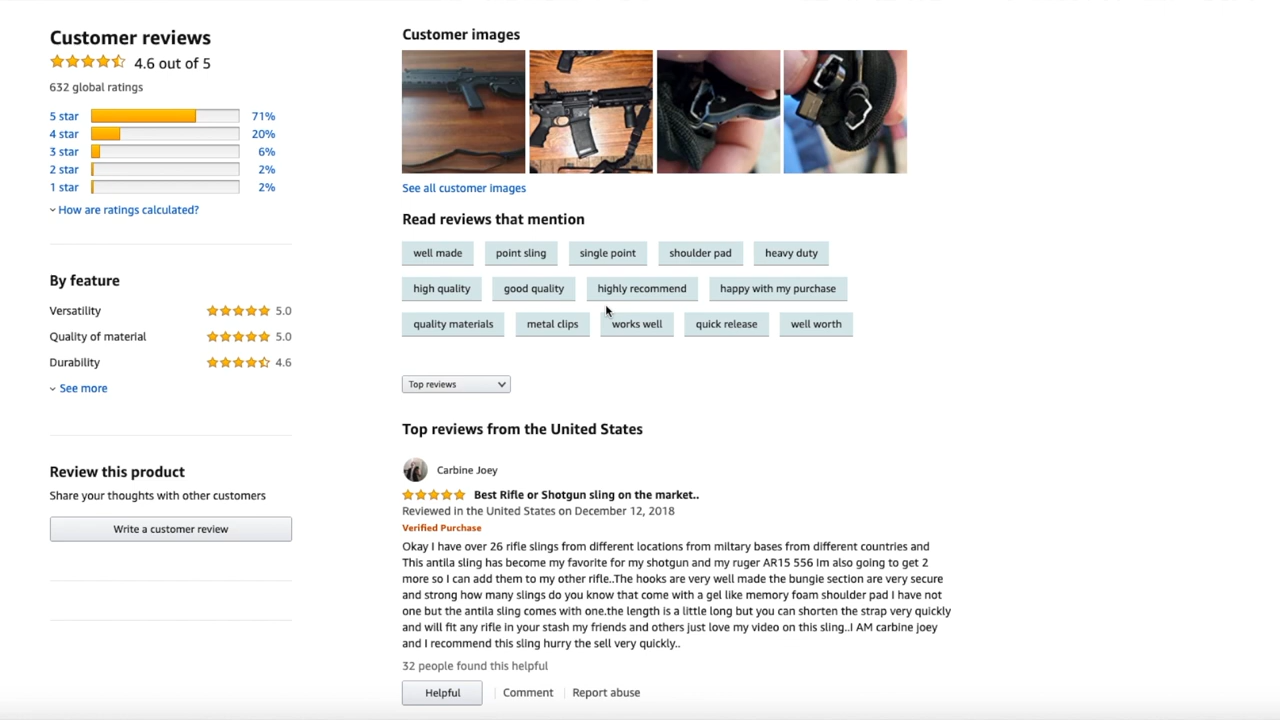 Customer reviews
4.6 out of 5
632 global ratings
5 star 71%
4 star 20%
3 star 6%
2 star 2%
1 star 2%
How are ratings calculated?
By feature
Versatility 5.0
Quality of material 5.0
Durability 4.6
See more
Review this product
Share your thoughts with other customers
Write a customer review
Customer images
See all customer images
Read reviews that mention
well made point sling single point shoulder pad heavy duty
high quality good quality highly recommend happy with my purchase
quality materials metal clips works well quick release well worth
Top reviews
Top reviews from the United States
Carbine Joey
Best Rifle or Shotgun sling on the market..
Reviewed in the United States on December 12, 2018
Verified Purchase
Okay I have over 26 rifle slings from different locations from miltary bases from different countries and
This antila sling has become my favorite for my shotgun and my ruger AR15 556 Im also going to get 2
more so I can add them to my other rifle..The hooks are very well made the bungie section are very secure
and strong how many slings do you know that come with a gel like memory foam shoulder pad I have not
one but the antila sling comes with one.the length is a little long but you can shorten the strap very quickly
and will fit any rifle in your stash my friends and others just love my video on this sling..I AM carbine joey
and I recommend this sling hurry the sell very quickly..
32 people found this helpful
Helpful Comment Report abuse